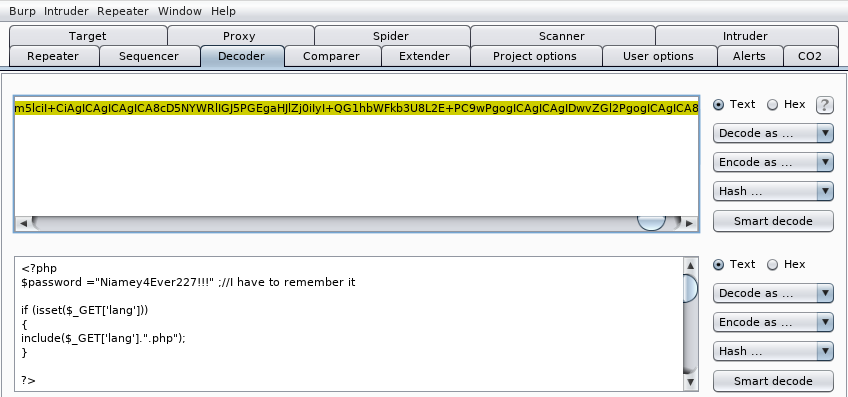 Burp Intruder Repeater Window Help
Target Proxy Spider Scanner Intruder
Repeater Sequencer Decoder Comparer Extender Project options User options Alerts CO2
m5lciI+CiAgICAgICAgICA8cD5NYWRlIGJ5PGEgaHJlZj0iIyI+QG1hbWFkb3U8L2E+PC9wPgogICAgICAgIDwvZGl2PgogICAgICA8
Text Hex ?
Decode as ...
Encode as ...
Hash ...
Smart decode
<?php
$password ="Niamey4Ever227!!!" ;//I have to remember it
if (isset($_GET['lang']))
{
include($_GET['lang'].".php");
}
?>
Text Hex
Decode as ...
Encode as ...
Hash ...
Smart decode